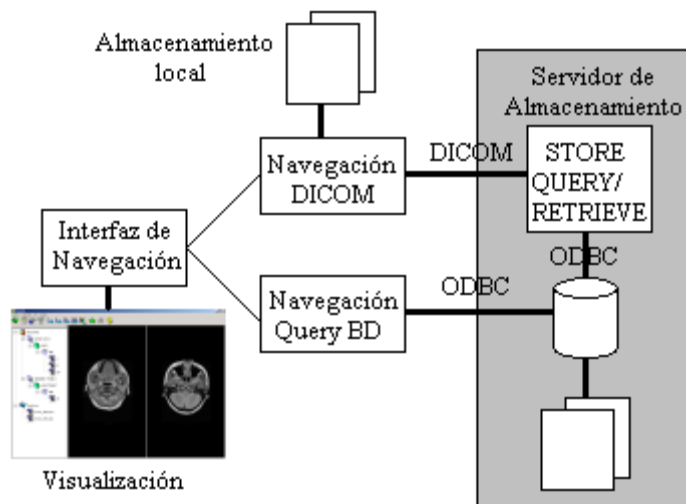 Almacenamiento
local
Servidor de
Almacenamiento
Navegación
DICOM
DICOM
STORE
QUERY/
RETRIEVE
Interfaz de
Navegación
ODBC
Navegación
Query BD
ODBC
Visualización